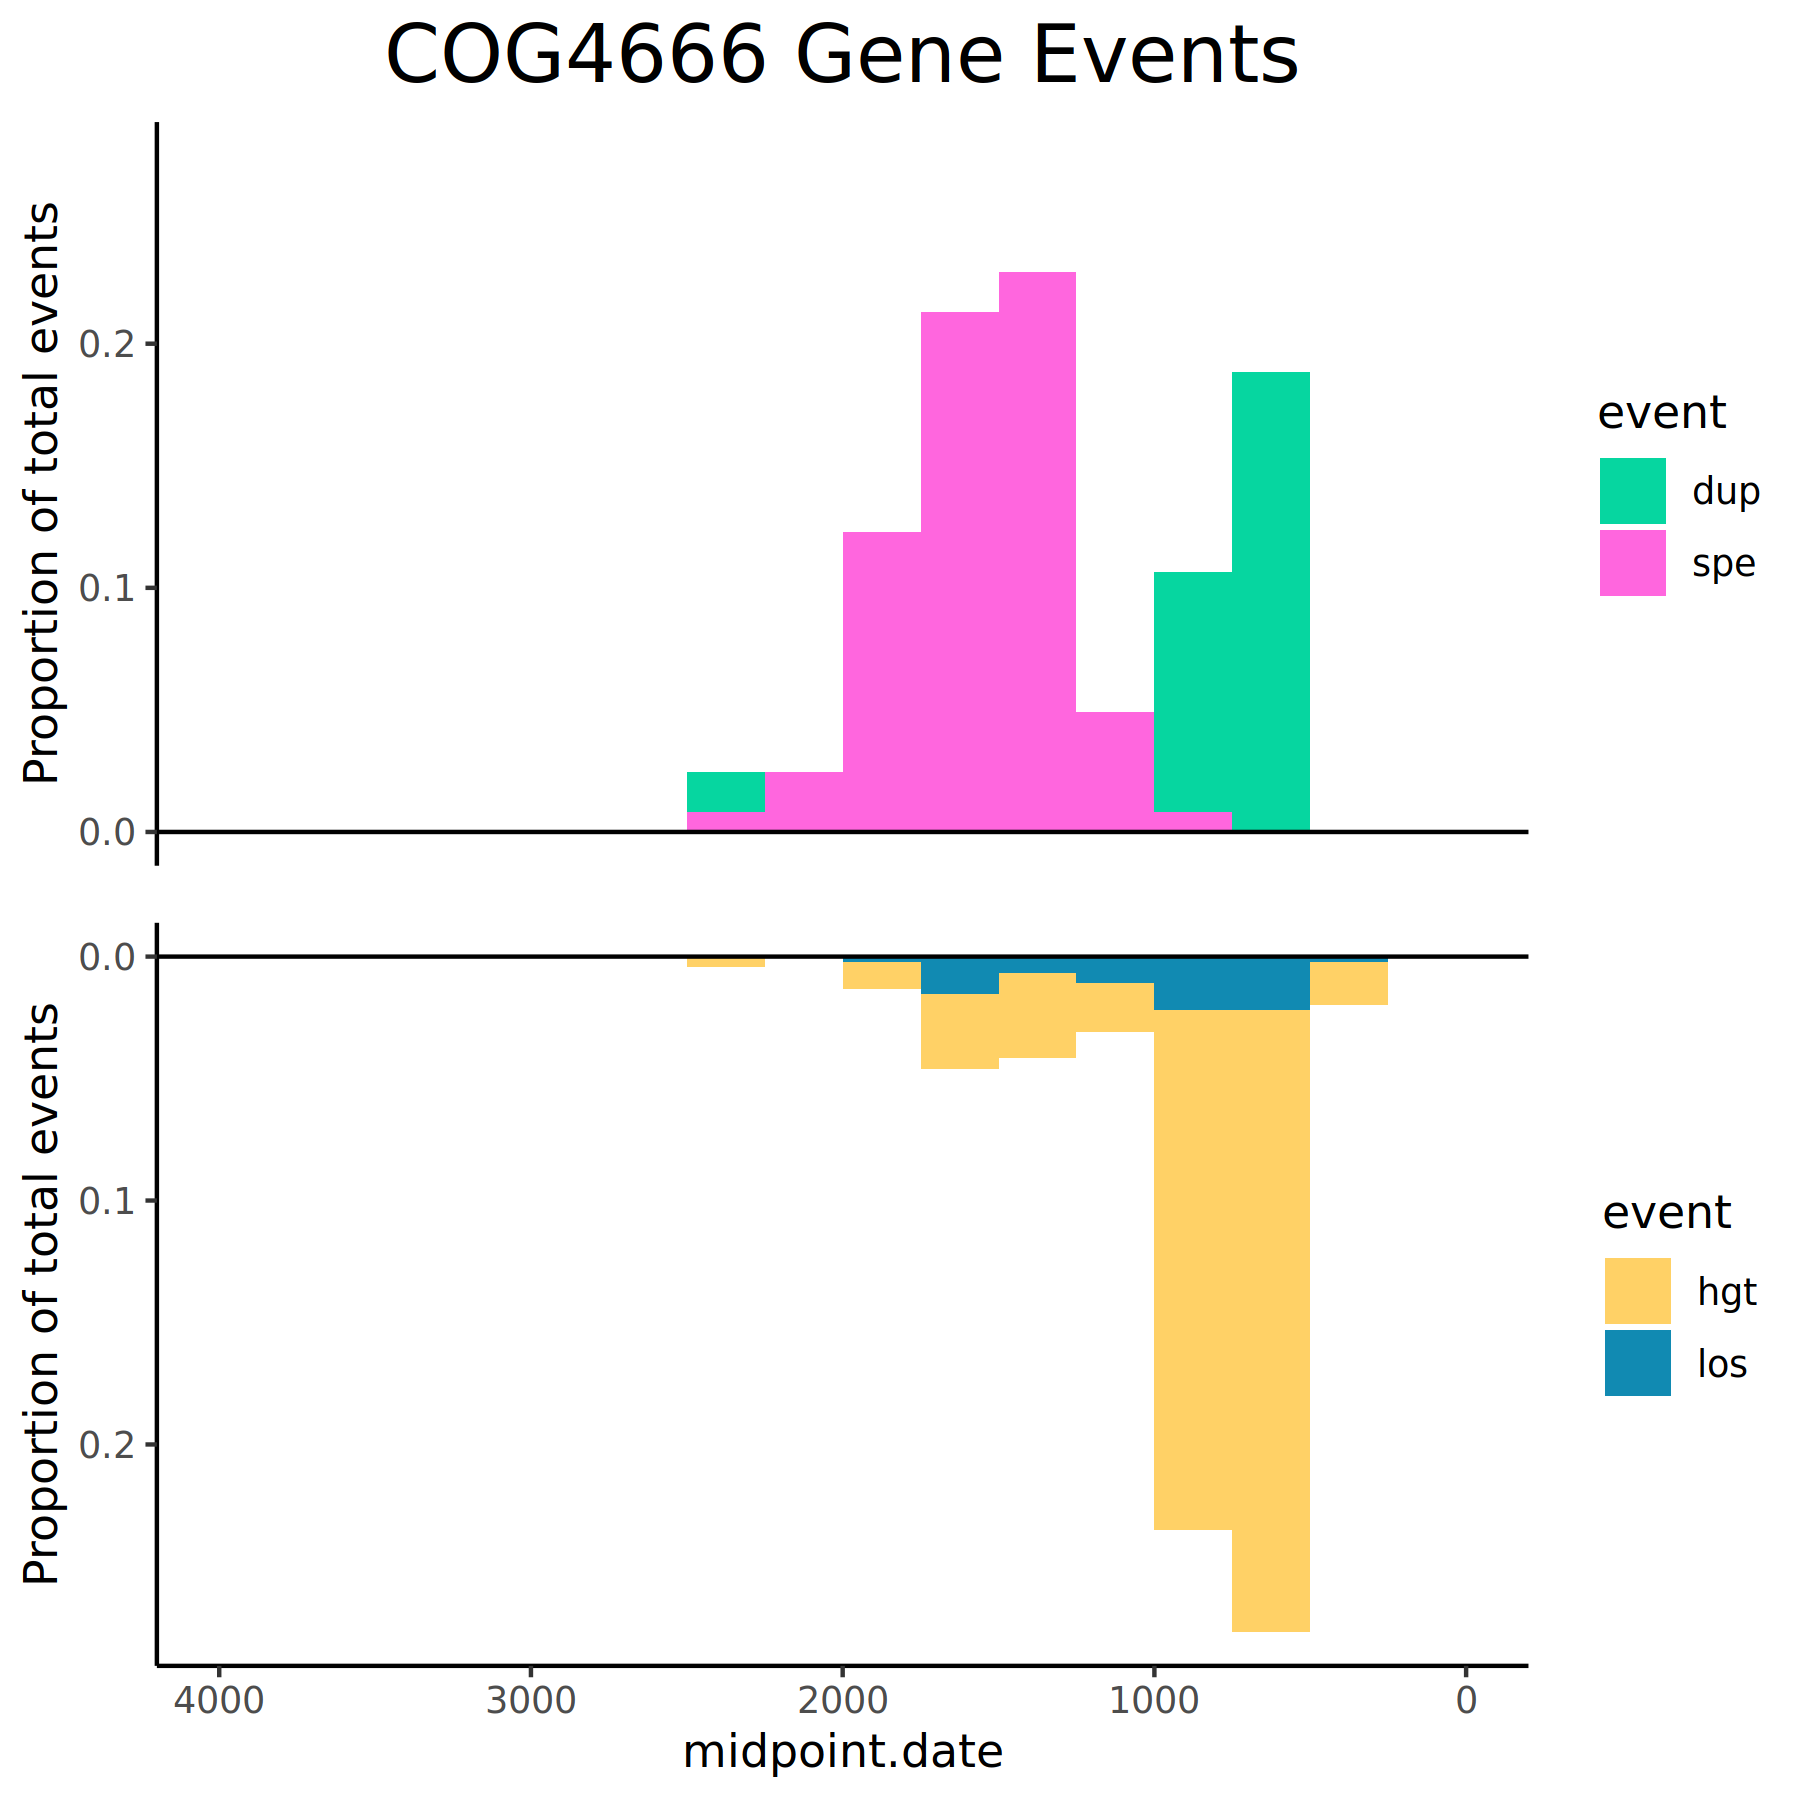 COG4666 Gene Events
Proportion of total events
0.2
0.1
0.0
event
dup
spe
Proportion of total events
0.0
0.1
0.2
event
hgt
los
4000 3000 2000 1000 0
midpoint.date